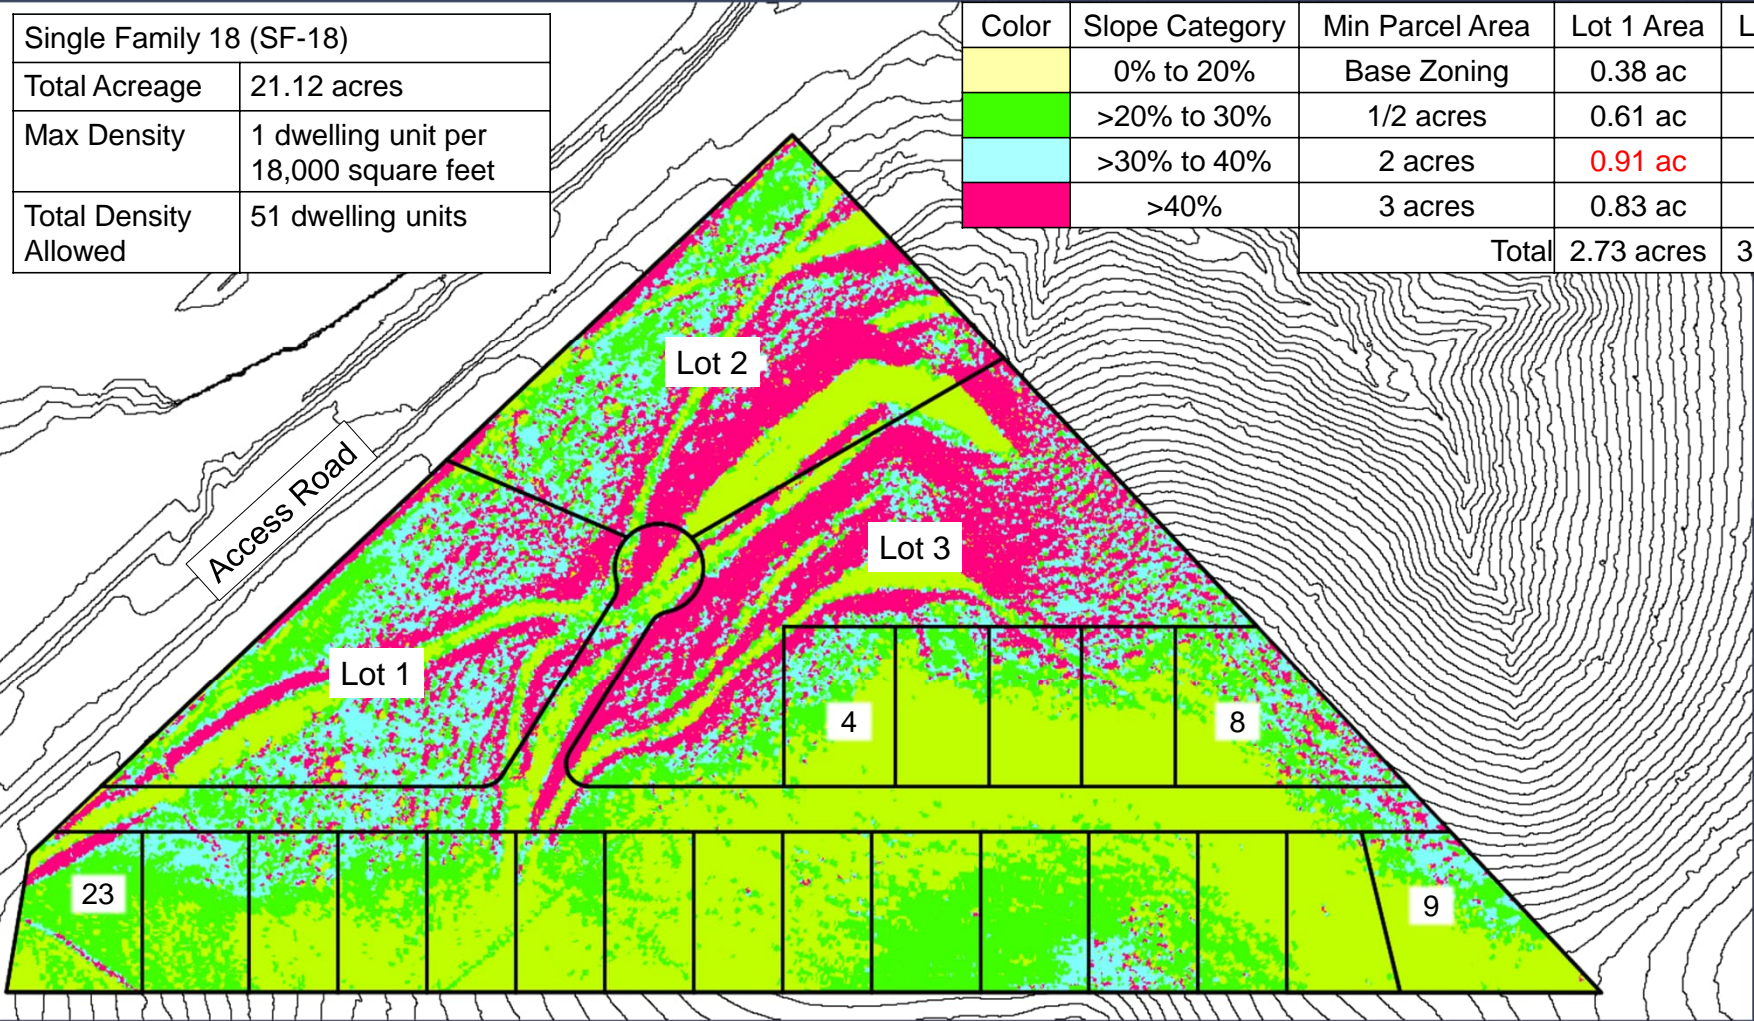 Single Family 18 (SF-18)
Total Acreage 21.12 acres
Max Density 1 dwelling unit per
18,000 square feet
Total Density 51 dwelling units
Allowed
Color Slope Category Min Parcel Area Lot 1 Area L
0% to 20% Base Zoning 0.38 ac
>20% to 30% 1/2 acres 0.61 ac
>30% to 40% 2 acres 0.91 ac
>40% 3 acres 0.83 ac
Total 2.73 acres 3
Lot 2
Access Road
Lot 3
Lot 1
4
8
23
9